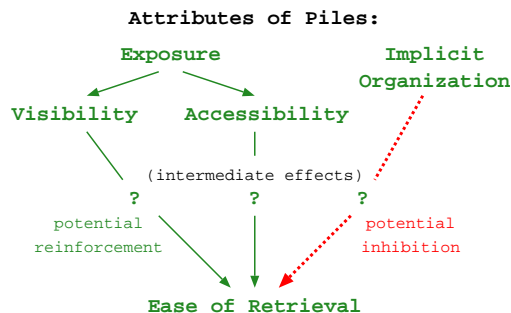 Attributes of Piles:
Exposure
Implicit
Organization
Visibility
Accessibility
(intermediate effects)
? ? ?
potential
reinforcement
potential
inhibition
Ease of Retrieval